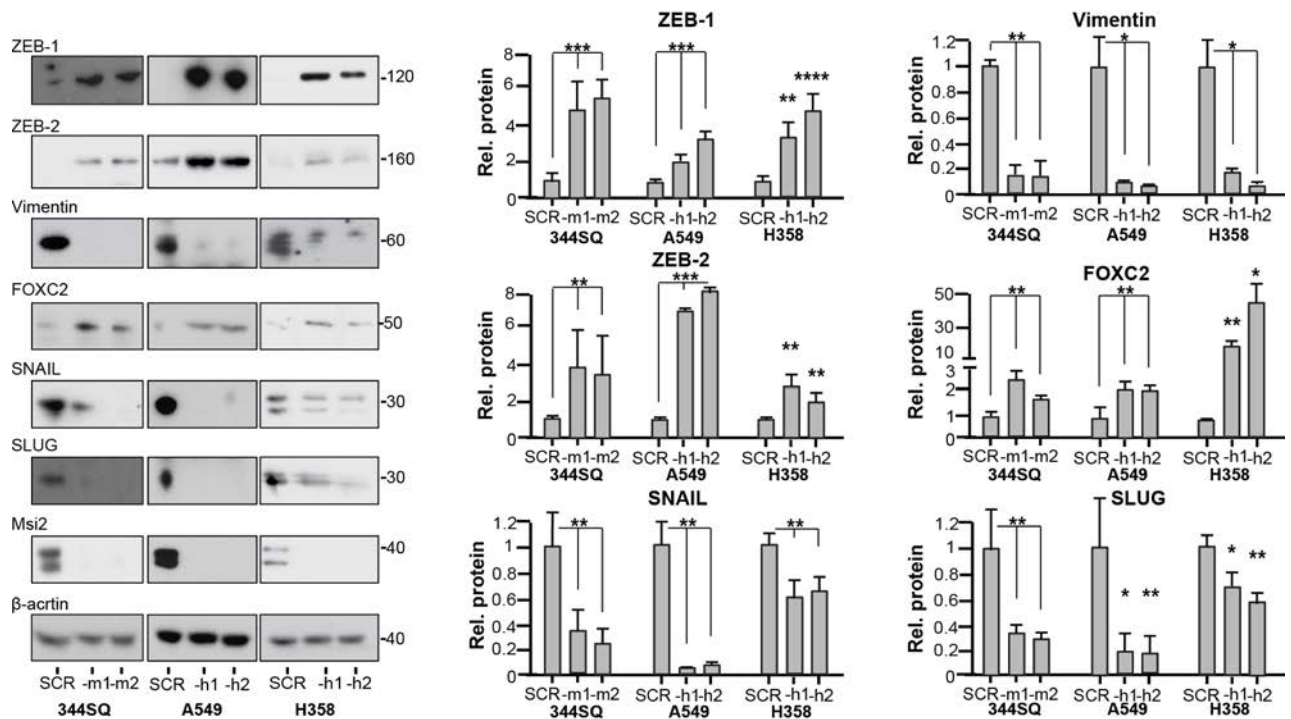 ZEB-1
-120
ZEB-2
-160
Vimentin
-60
FOXC2
-50
SNAIL
-30
SLUG
-30
Msi2
-40
β-acrtin
-40
SCR -m1-m2 SCR -h1 -h2 SCR -h1 -h2
344SQ A549 H358
ZEB-1
Rel. protein
8
6
4
2
0
*** *** ** ****
SCR-m1-m2 SCR-h1-h2 SCR -h1-h2
344SQ A549 H358
Vimentin
Rel. protein
1.2
1
0.8
0.6
0.4
0.2
0
** * *
SCR-m1-m2 SCR-h1-h2 SCR-h1-h2
344SQ A549 H358
ZEB-2
Rel. protein
8
6
4
2
0
** *** ** **
SCR-m1-m2 SCR-h1-h2 SCR -h1-h2
344SQ A549 H358
FOXC2
Rel. protein
50
30
10
3
2
1
0
** ** ** *
SCR-m1-m2 SCR-h1-h2 SCR-h1-h2
344SQ A549 H358
SNAIL
Rel. protein
1.2
1
0.8
0.6
0.4
0.2
0
** ** **
SCR-m1-m2 SCR-h1-h2 SCR -h1-h2
344SQ A549 H358
SLUG
Rel. protein
1.2
1
0.8
0.6
0.4
0.2
0
** * ** * **
SCR-m1-m2 SCR-h1-h2 SCR-h1-h2
344SQ A549 H358